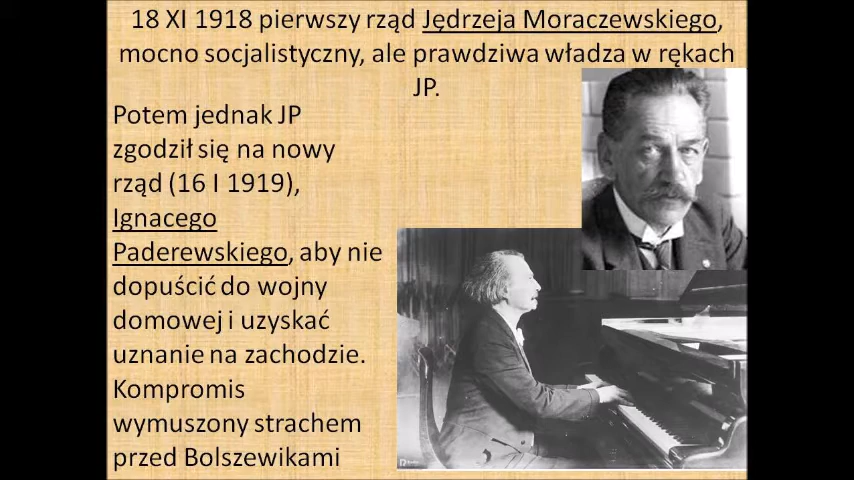 18 XI 1918 pierwszy rząd Jędrzeja Moraczewskiego,
mocno socjalistyczny, ale prawdziwa władza w rękach
JP.
Potem jednak JP
zgodził się na nowy
rząd (16 I 1919),
Ignacego
Paderewskiego, aby nie
dopuścić do wojny
domowej i uzyskać
uznanie na zachodzie.
Kompromis
wymuszony strachem
przed Bolszewikami